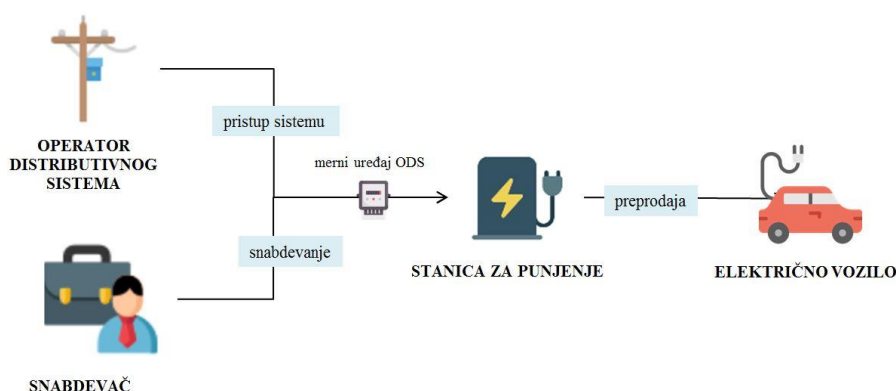 OPERATOR
DISTRIBUTIVNOG
SISTEMA
pristup sistemu
merni uređaj ODS
snabdevanje
SNABDEVAČ
STANICA ZA PUNJENJE
preprodaja
ELEKTRIČNO VOZILO